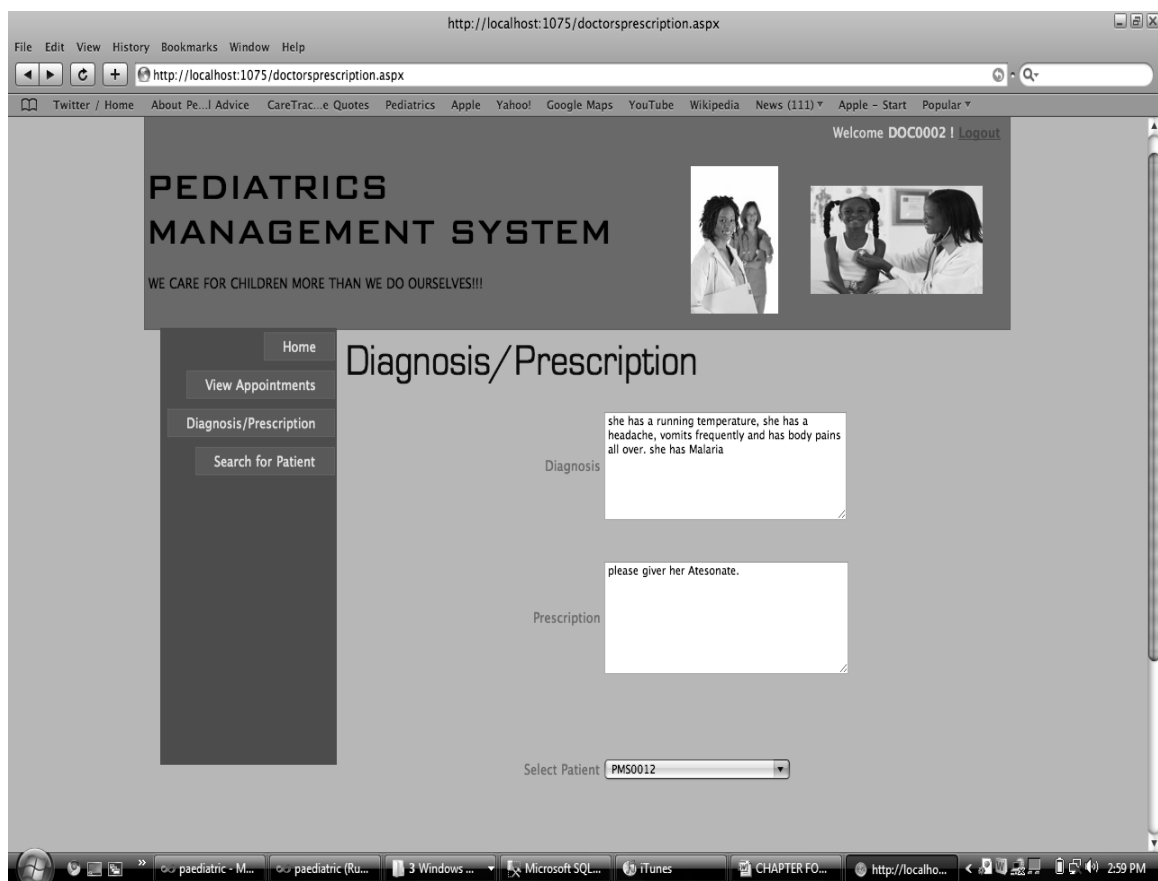 http://localhost:1075/doctorsprescription.aspx
File Edit View History Bookmarks Window Help
http://localhost:1075/doctorsprescription.aspx
Twitter / Home About Pe...l Advice CareTrac...e Quotes Pediatrics Apple Yahoo! Google Maps YouTube Wikipedia News (111) Apple - Start Popular
Welcome DOC0002 ! Logout
PEDIATRICS
MANAGEMENT SYSTEM
WE CARE FOR CHILDREN MORE THAN WE DO OURSELVES!!!
Home
View Appointments
Diagnosis/Prescription
Search for Patient
Diagnosis/Prescription
Diagnosis
she has a running temperature, she has a
headache, vomits frequently and has body pains
all over. she has Malaria
Prescription
please giver her Atesonate.
Select Patient PMS0012
paediatric - M... paediatric (Ru... 3 Windows ... Microsoft SQL... iTunes CHAPTER FO... http://localho... 2:59 PM